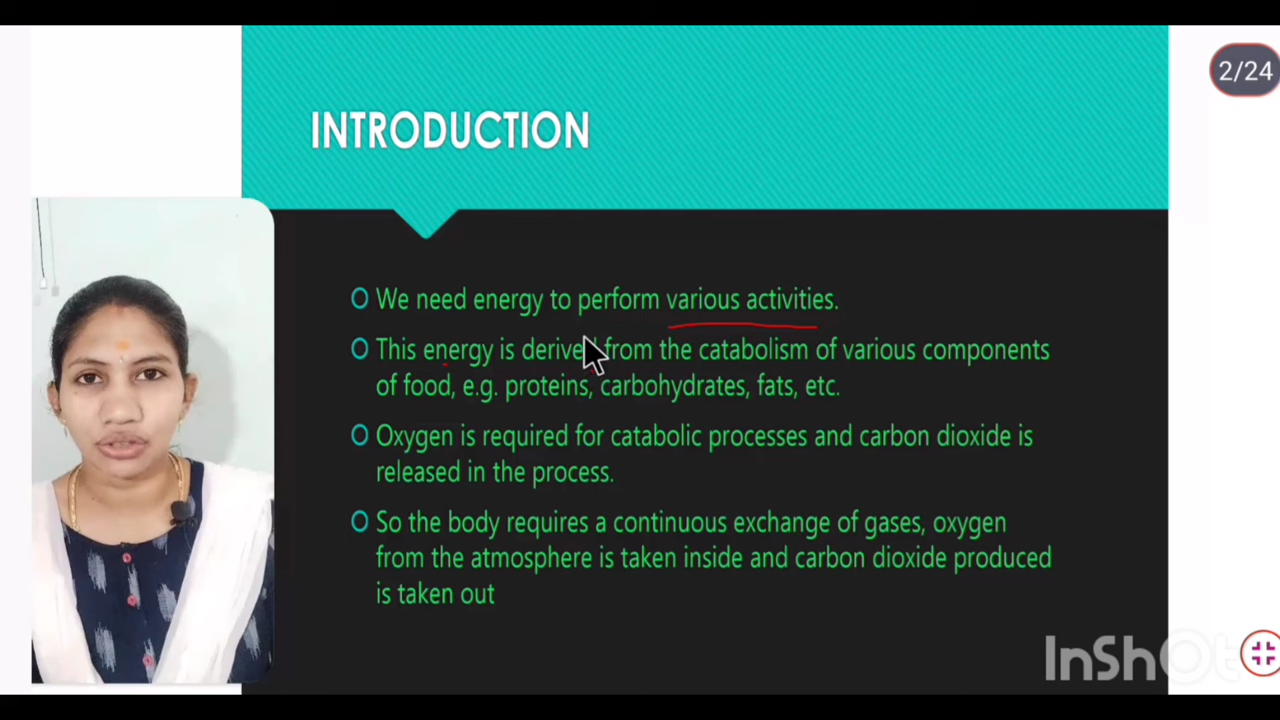 2/24
INTRODUCTION
We need energy to perform various activities.
This energy is derived from the catabolism of various components
of food, e.g. proteins, carbohydrates, fats, etc.
Oxygen is required for catabolic processes and carbon dioxide is
released in the process.
So the body requires a continuous exchange of gases, oxygen
from the atmosphere is taken inside and carbon dioxide produced
is taken out
InShOt